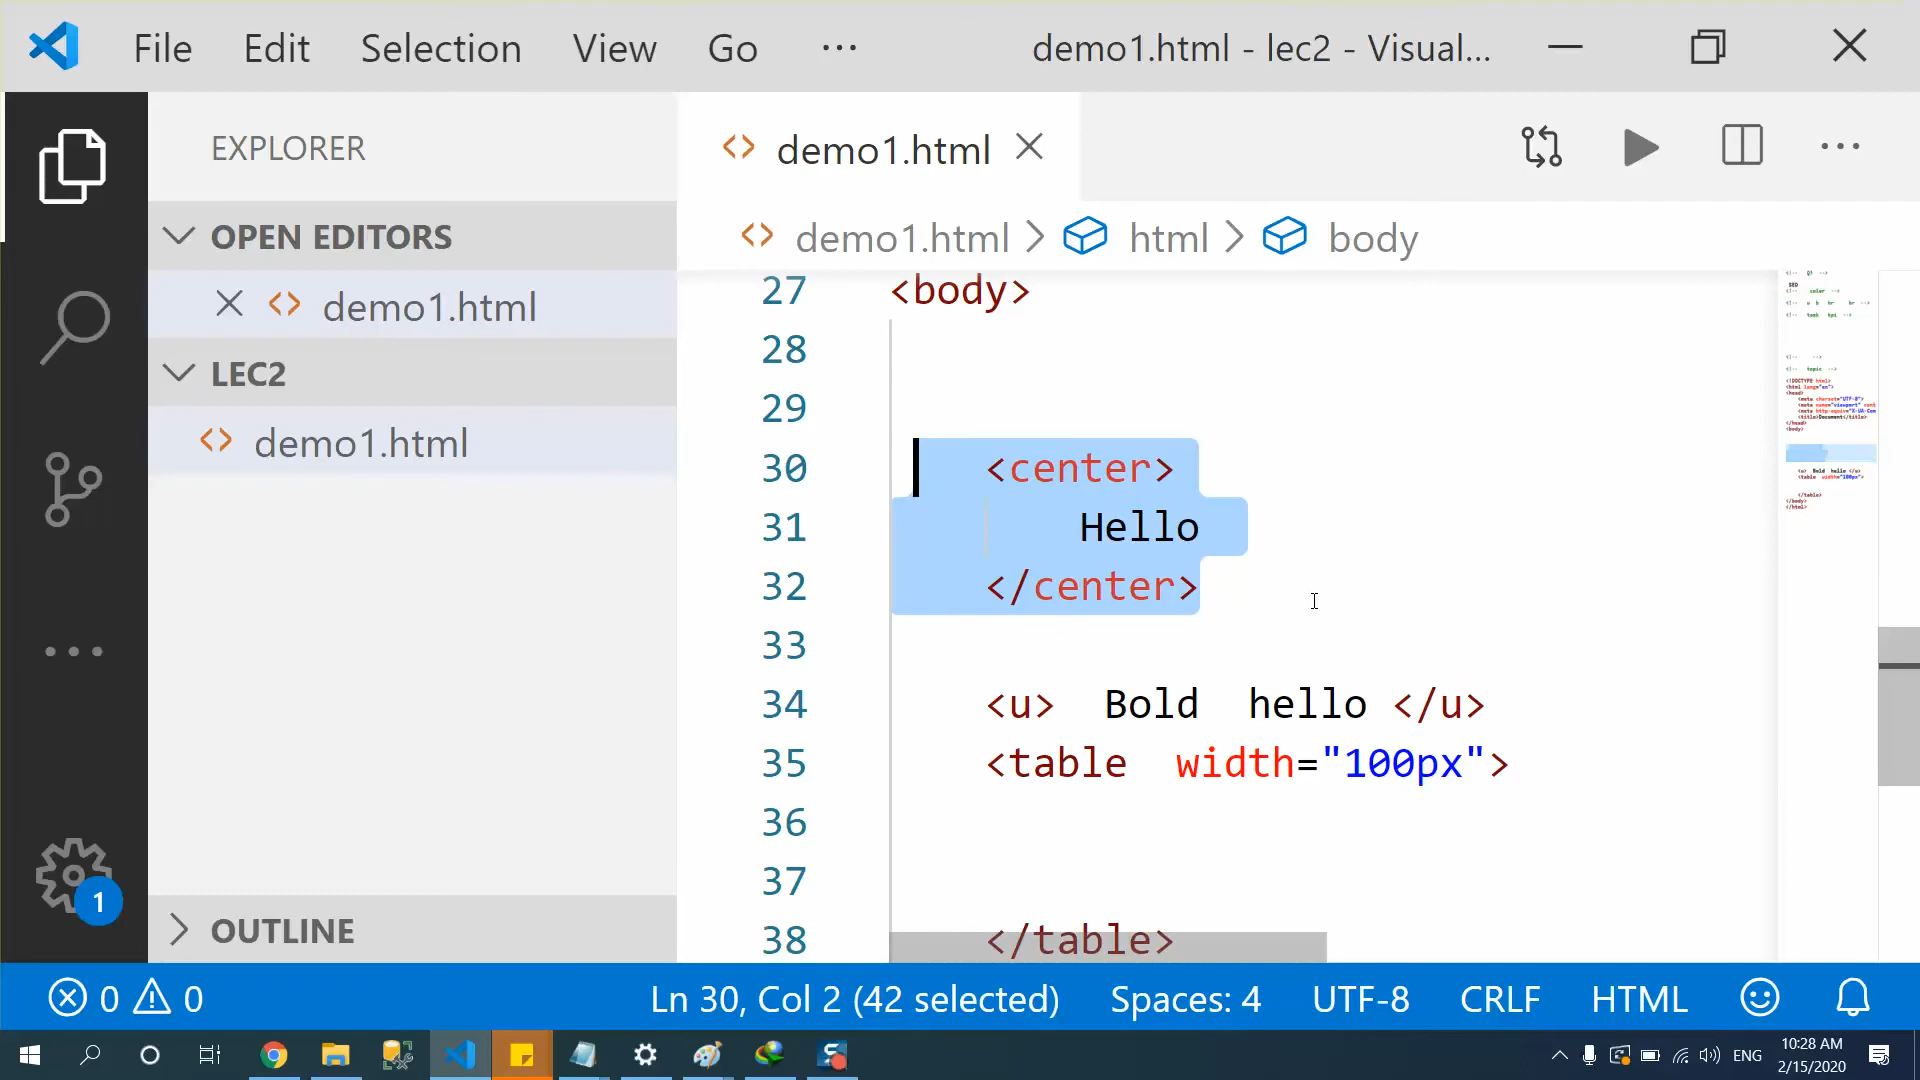 File Edit Selection View Go ··· demo1.html - lec2 - Visual...
EXPLORER
OPEN EDITORS
demo1.html
LEC2
demo1.html
OUTLINE
1
demo1.html
demo1.html > html > body
27 <body>
28
29
30 <center>
31 Hello
32 </center>
33
34 <u> Bold hello </u>
35 <table width="100px">
36
37
38 </table>
0 0 Ln 30, Col 2 (42 selected) Spaces: 4 UTF-8 CRLF HTML
ENG
10:28 AM
2/15/2020